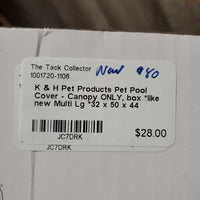 The Tack Collector
1001720-1106
New $90
K & H Pet Products Pet Pool
Cover - Canopy ONLY, box *like
new Multi Lg *32 x 50 x 44
$28.00
JC7DRK
JC7DRK